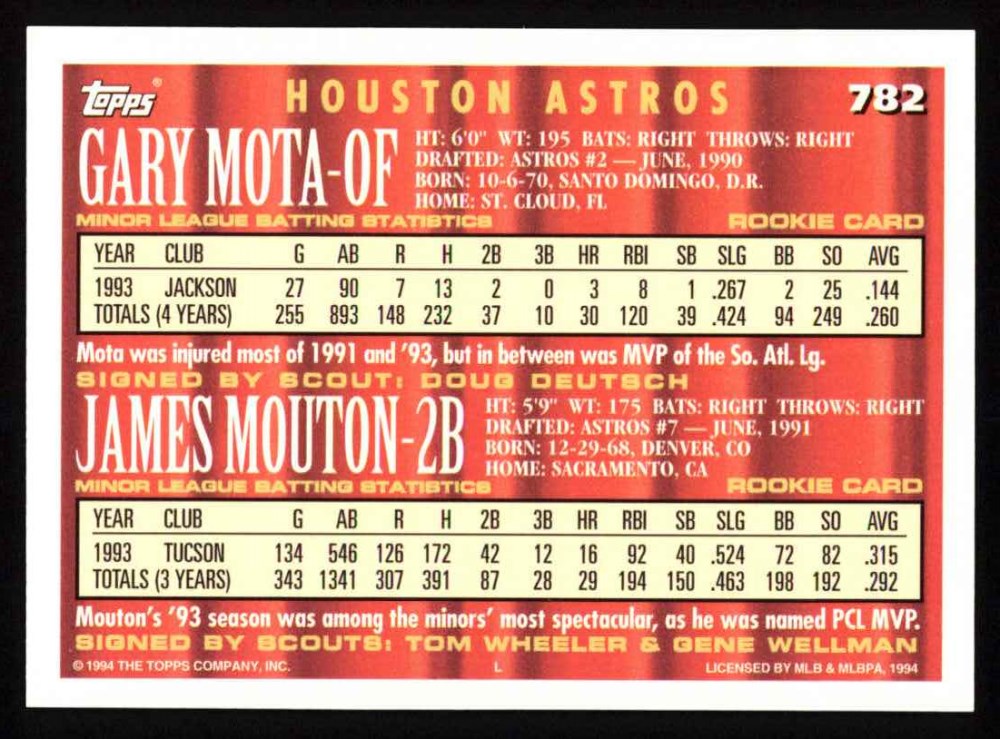 Topps® HOUSTON ASTROS 782
GARY MOTA-OF
HT: 6'0" WT: 195 BATS: RIGHT THROWS: RIGHT
DRAFTED: ASTROS #2 — JUNE, 1990
BORN: 10-6-70, SANTO DOMINGO, D.R.
HOME: ST. CLOUD, FL
MINOR LEAGUE BATTING STATISTICS ROOKIE CARD
YEAR CLUB G AB R H 2B 3B HR RBI SB SLG BB SO AVG
1993 JACKSON 27 90 7 13 2 0 3 8 1 .267 2 25 .144
TOTALS (4 YEARS) 255 893 148 232 37 10 30 120 39 .424 94 249 .260
Mota was injured most of 1991 and '93, but in between was MVP of the So. Atl. Lg.
SIGNED BY SCOUT: DOUG DEUTSCH
JAMES MOUTON-2B
HT: 5'9" WT: 175 BATS: RIGHT THROWS: RIGHT
DRAFTED: ASTROS #7 — JUNE, 1991
BORN: 12-29-68, DENVER, CO
HOME: SACRAMENTO, CA
MINOR LEAGUE BATTING STATISTICS ROOKIE CARD
YEAR CLUB G AB R H 2B 3B HR RBI SB SLG BB SO AVG
1993 TUCSON 134 546 126 172 42 12 16 92 40 .524 72 82 .315
TOTALS (3 YEARS) 343 1341 307 391 87 28 29 194 150 .463 198 192 .292
Mouton's '93 season was among the minors' most spectacular, as he was named PCL MVP.
SIGNED BY SCOUTS: TOM WHEELER & GENE WELLMAN
© 1994 THE TOPPS COMPANY, INC. L LICENSED BY MLB & MLBPA, 1994